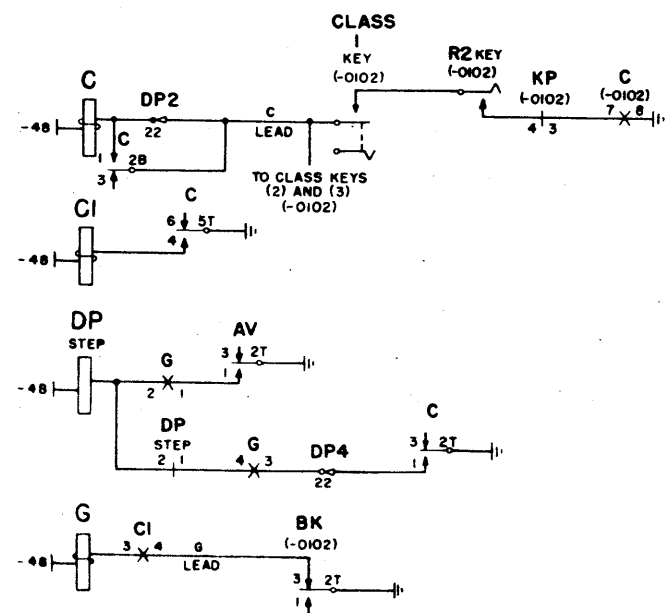 CLASS
1
KEY
(-0102)
R2 KEY
(-0102)
KP
(-0102)
C
(-0102)
C
DP2
-48
C
22
C
LEAD
4 3
7 8
1
3
2B
TO CLASS KEYS
(2) AND (3)
(-0102)
C1
C
6 5T
4
-48
DP
STEP
AV
G
3 2T
1
-48
2 1
DP
STEP
G
DP4
C
2 1
4 3
22
3 2T
1
G
C1
BK
(-0102)
-48
3 4
G
LEAD
3 2T
1